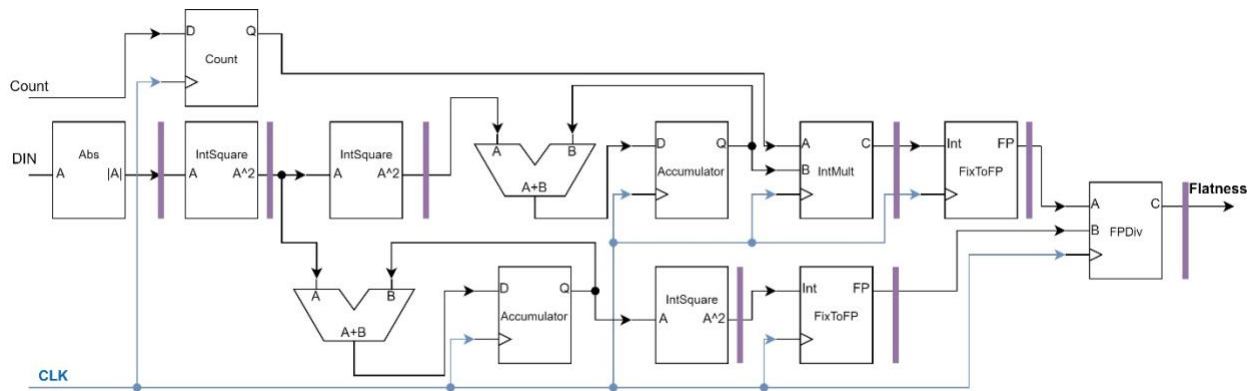 D Q
Count
Count
DIN
Abs
A |A|
IntSquare
A A^2
IntSquare
A A^2
A B
A+B
D Q
Accumulator
A C
B
IntMult
Int FP
FixToFP
A C
B
FPDiv
Flatness
A B
A+B
D Q
Accumulator
IntSquare
A A^2
Int FP
FixToFP
CLK